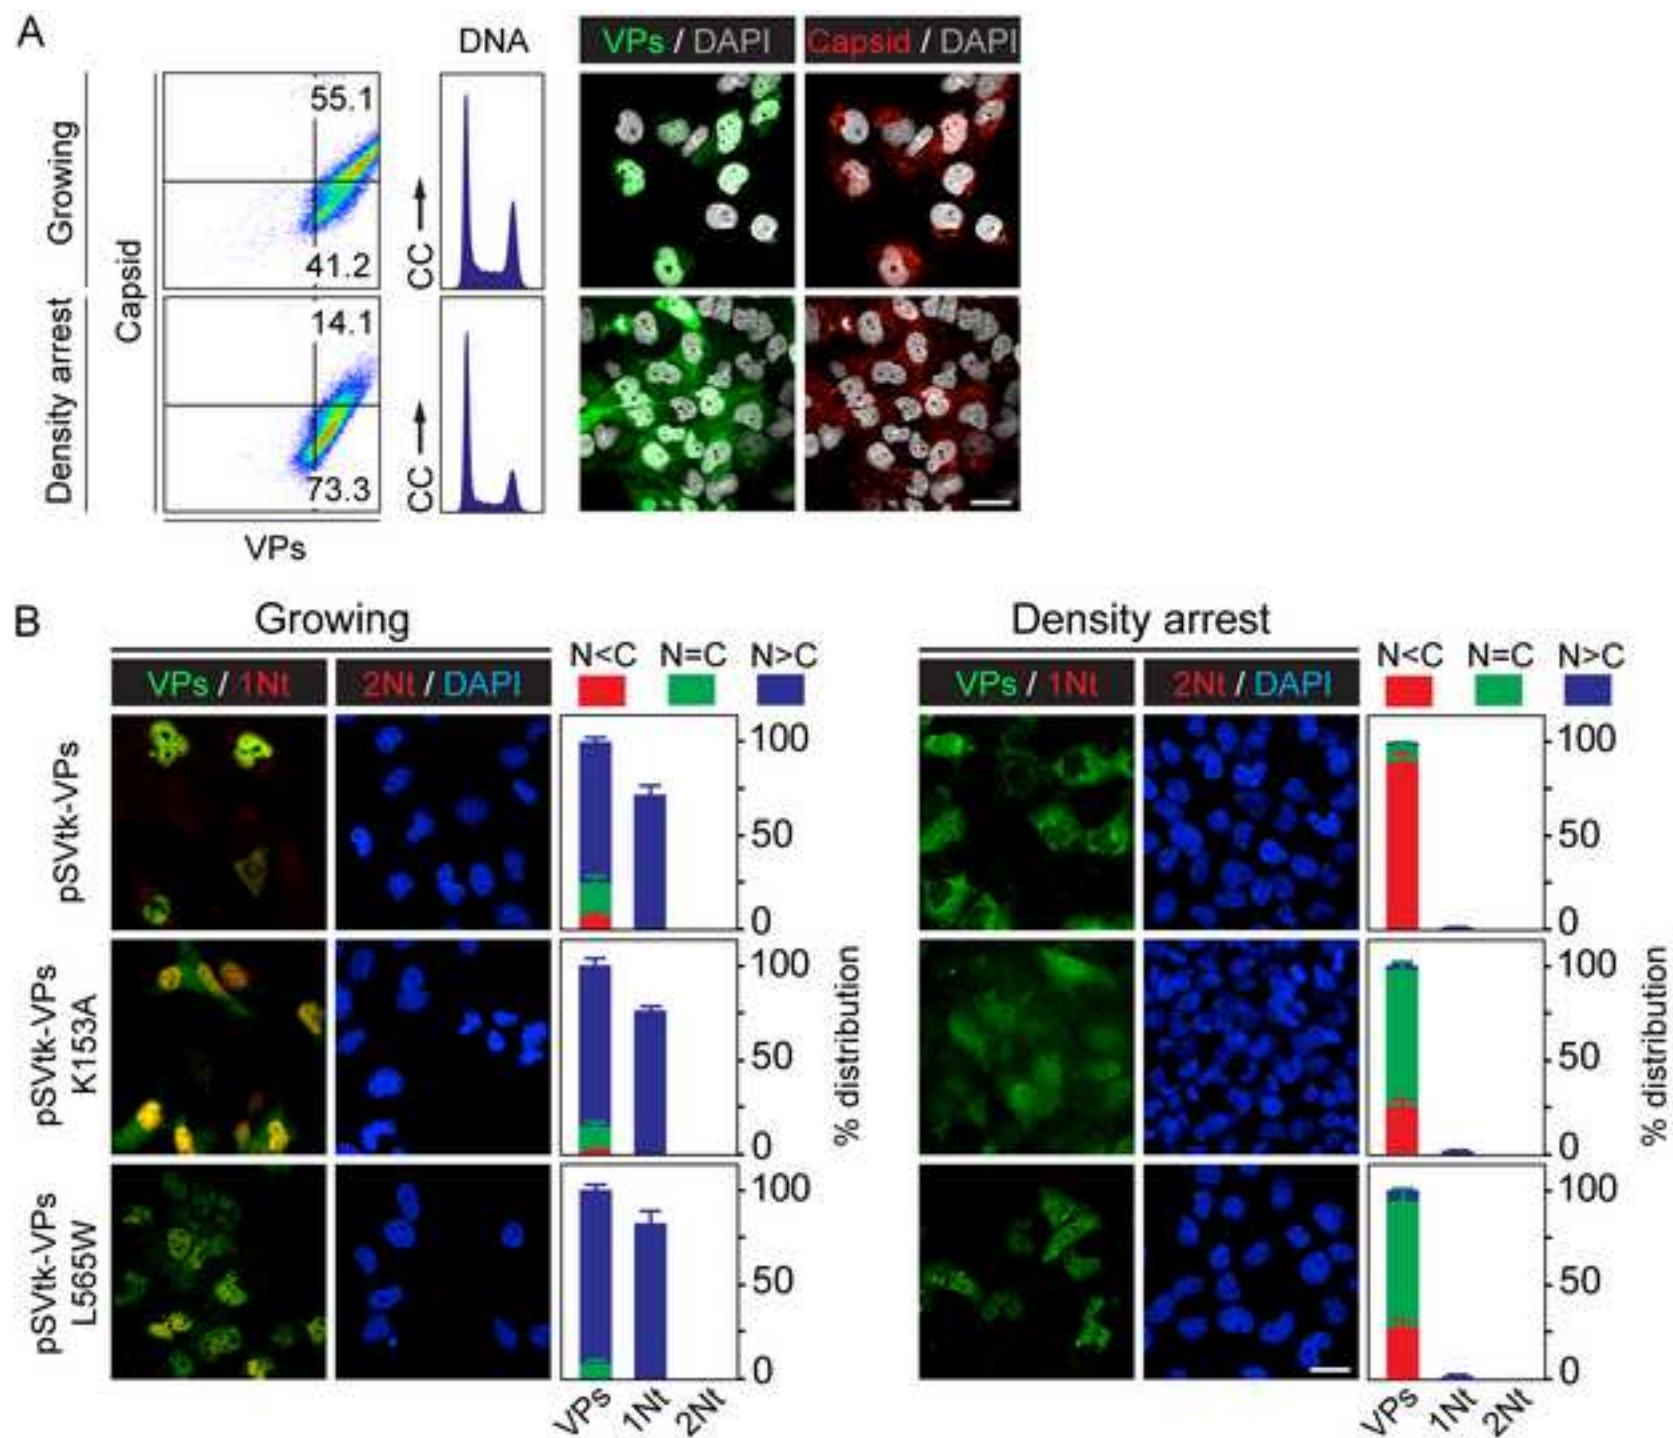 A
DNA
VPs / DAPI
Capsid / DAPI
Growing
Density arrest
Capsid
55.1
41.2
14.1
73.3
CC
CC
VPs
B
Growing
Density arrest
VPs / 1Nt
2Nt / DAPI
N<C N=C N>C
VPs / 1Nt
2Nt / DAPI
N<C N=C N>C
pSVtk-VPs
100
50
0
100
50
0
pSVtk-VPs
K153A
100
50
0
% distribution
100
50
0
% distribution
pSVtk-VPs
L565W
100
50
0
100
50
0
VPs
1Nt
2Nt
VPs
1Nt
2Nt